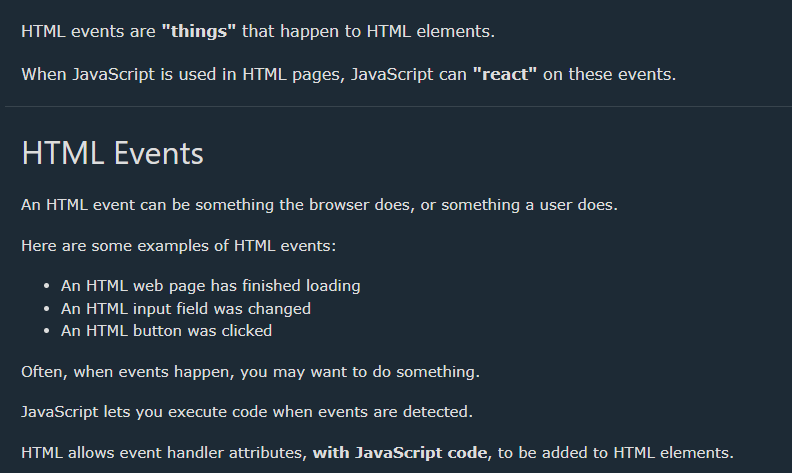 HTML events are "things" that happen to HTML elements.
When JavaScript is used in HTML pages, JavaScript can "react" on these events.
HTML Events
An HTML event can be something the browser does, or something a user does.
Here are some examples of HTML events:
• An HTML web page has finished loading
• An HTML input field was changed
• An HTML button was clicked
Often, when events happen, you may want to do something.
JavaScript lets you execute code when events are detected.
HTML allows event handler attributes, with JavaScript code, to be added to HTML elements.